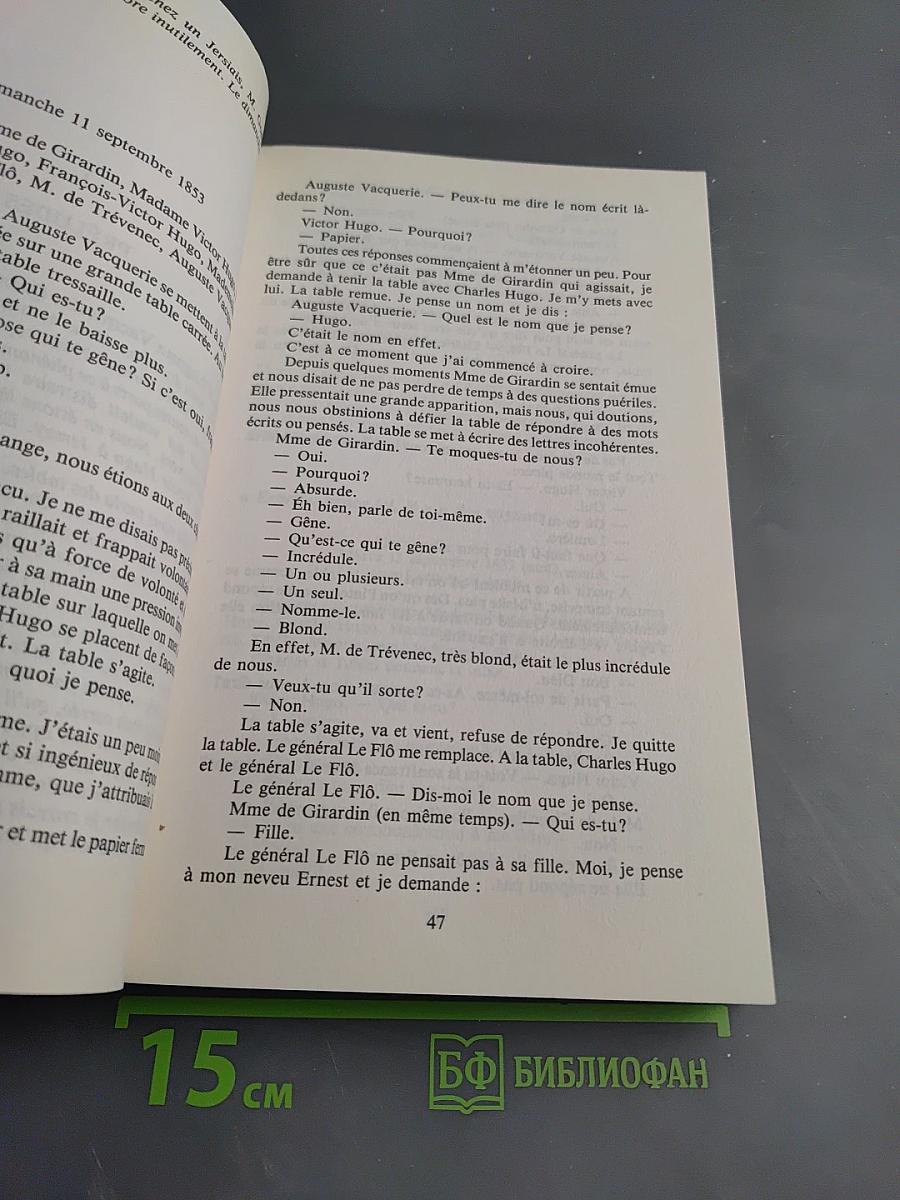 nez un Jersiais, M.
inutilement. Le
manche 11 septembre 1853
me de Girardin, Madame Victor
go, François-Victor Hugo,
lô, M. de Trévenec, Auguste
Auguste Vacquerie se mettent à la
e sur une grande table carrée.
table tressaille.
Qui es-tu?
et ne le baisse plus.
ose qui te gêne? Si c'est oui,
ange, nous étions aux deux
cu. Je ne me disais pas
raillait et frappait
s qu'à force de volonté
r à sa main une pression
table sur laquelle on
Hugo se placent de
t. La table s'agite.
quoi je pense.
me. J'étais un peu
t si ingénieux de
me, que j'attribuais
r et met le papier
Auguste Vacquerie. — Peux-tu me dire le nom écrit là-
dedans?
— Non.
Victor Hugo. — Pourquoi?
— Papier.
Toutes ces réponses commençaient à m'étonner un peu. Pour
être sûr que ce c'était pas Mme de Girardin qui agissait, je
demande à tenir la table avec Charles Hugo. Je m'y mets avec
lui. La table remue. Je pense un nom et je dis :
Auguste Vacquerie. — Quel est le nom que je pense?
— Hugo.
C'était le nom en effet.
C'est à ce moment que j'ai commencé à croire.
Depuis quelques moments Mme de Girardin se sentait émue
et nous disait de ne pas perdre de temps à des questions puériles.
Elle pressentait une grande apparition, mais nous, qui doutions,
nous nous obstinions à défier la table de répondre à des mots
écrits ou pensés. La table se met à écrire des lettres incohérentes.
Mme de Girardin. — Te moques-tu de nous?
— Oui.
— Pourquoi?
— Absurde.
— Éh bien, parle de toi-même.
— Gêne.
— Qu'est-ce qui te gêne?
— Incrédule.
— Un ou plusieurs.
— Un seul.
— Nomme-le.
— Blond.
En effet, M. de Trévenec, très blond, était le plus incrédule
de nous.
— Veux-tu qu'il sorte?
— Non.
La table s'agite, va et vient, refuse de répondre. Je quitte
la table. Le général Le Flô me remplace. A la table, Charles Hugo
et le général Le Flô.
Le général Le Flô. — Dis-moi le nom que je pense.
Mme de Girardin (en même temps). — Qui es-tu?
— Fille.
Le général Le Flô ne pensait pas à sa fille. Moi, je pense
à mon neveu Ernest et je demande :
47
15 см
БФ БИБЛИОФАН